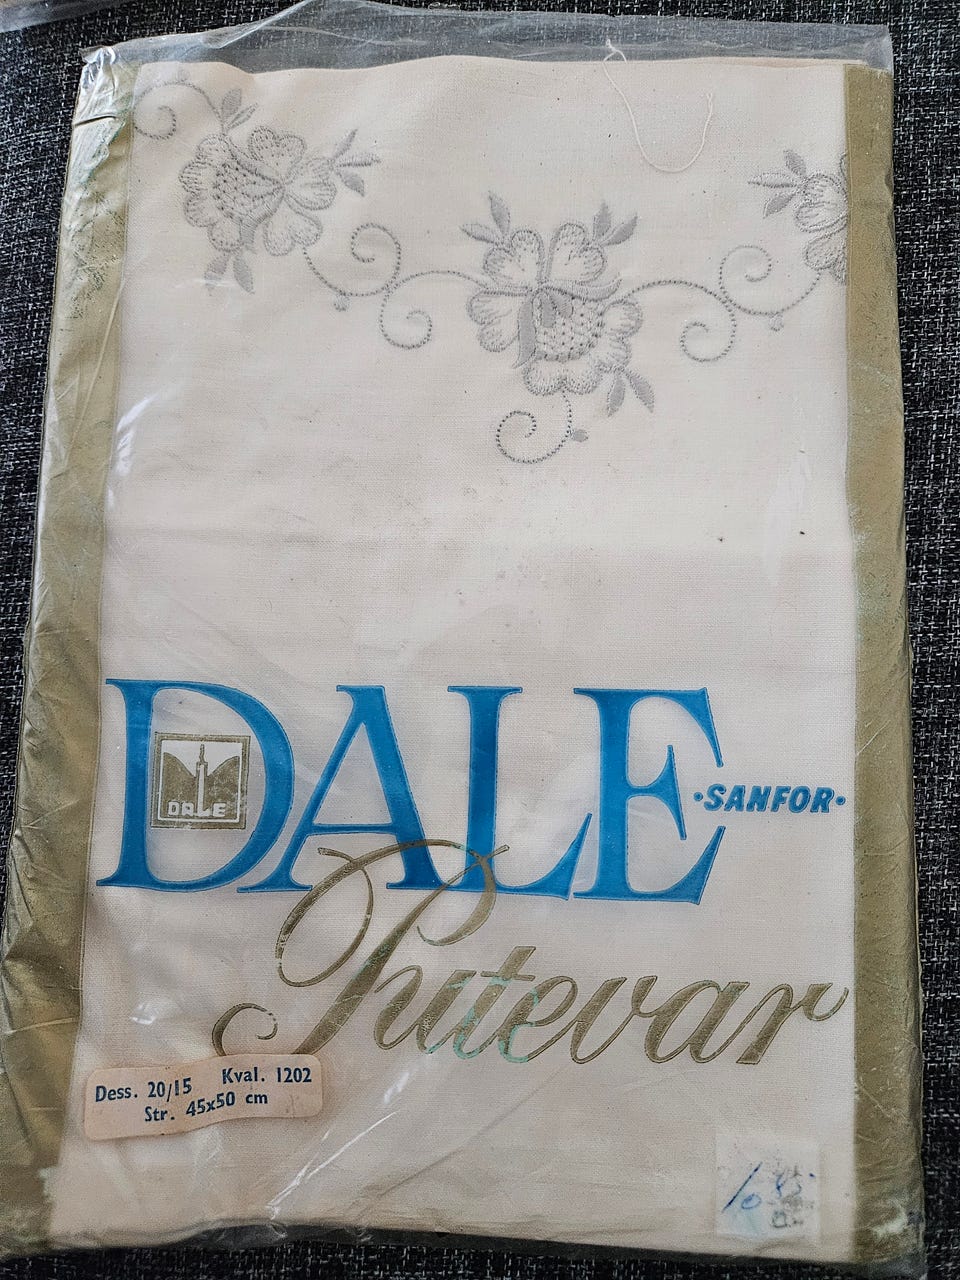 DALE
DALE
·SANFOR·
Putevar
Dess. 20/15 Kval. 1202
Str. 45x50 cm